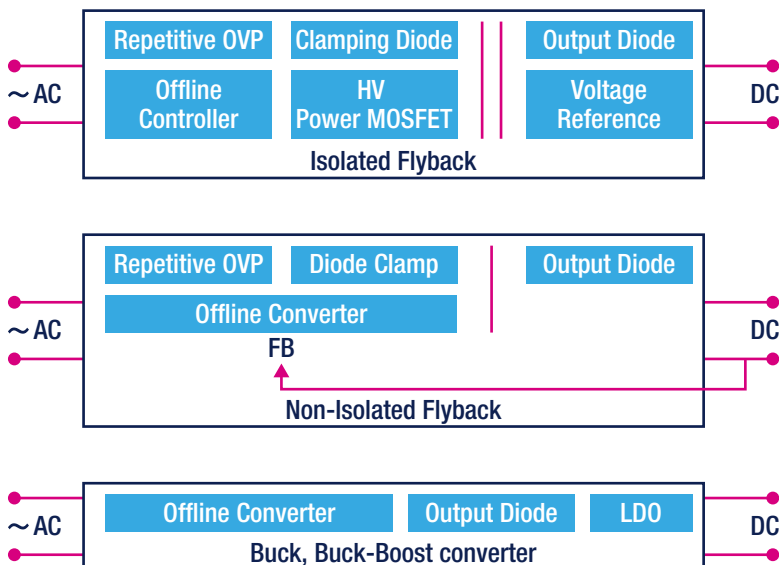 Repetitive OVP
Clamping Diode
Output Diode
~ AC
Offline
Controller
HV
Power MOSFET
Voltage
Reference
DC
Isolated Flyback
Repetitive OVP
Diode Clamp
Output Diode
Offline Converter
~ AC
FB
DC
Non-Isolated Flyback
Offline Converter
Output Diode
LDO
~ AC
DC
Buck, Buck-Boost converter